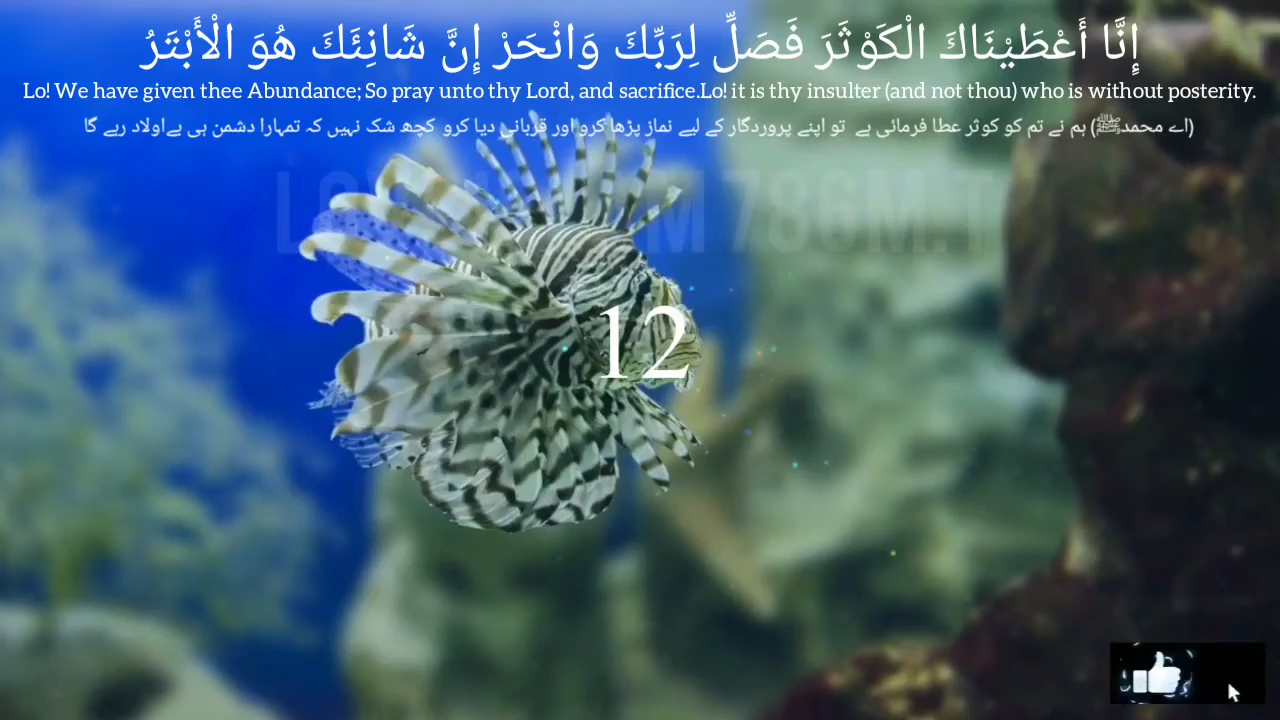 إِنَّا أَعْطَيْنَاكَ الْكَوْثَرَ فَصَلِّ لِرَبِّكَ وَانْحَرْ إِنَّ شَانِئَكَ هُوَ الْأَبْتَرُ
Lo! We have given thee Abundance; So pray unto thy Lord, and sacrifice.Lo! it is thy insulter (and not thou) who is without posterity.
(اے محمدﷺ) ہم نے تم کو کوثر عطا فرمائی ہے تو اپنے پروردگار کے لیے نماز پڑھا کرو اور قربانی دیا کرو کچھ شک نہیں کہ تمہارا دشمن ہی بےاولاد رہے گا
786M.T
12